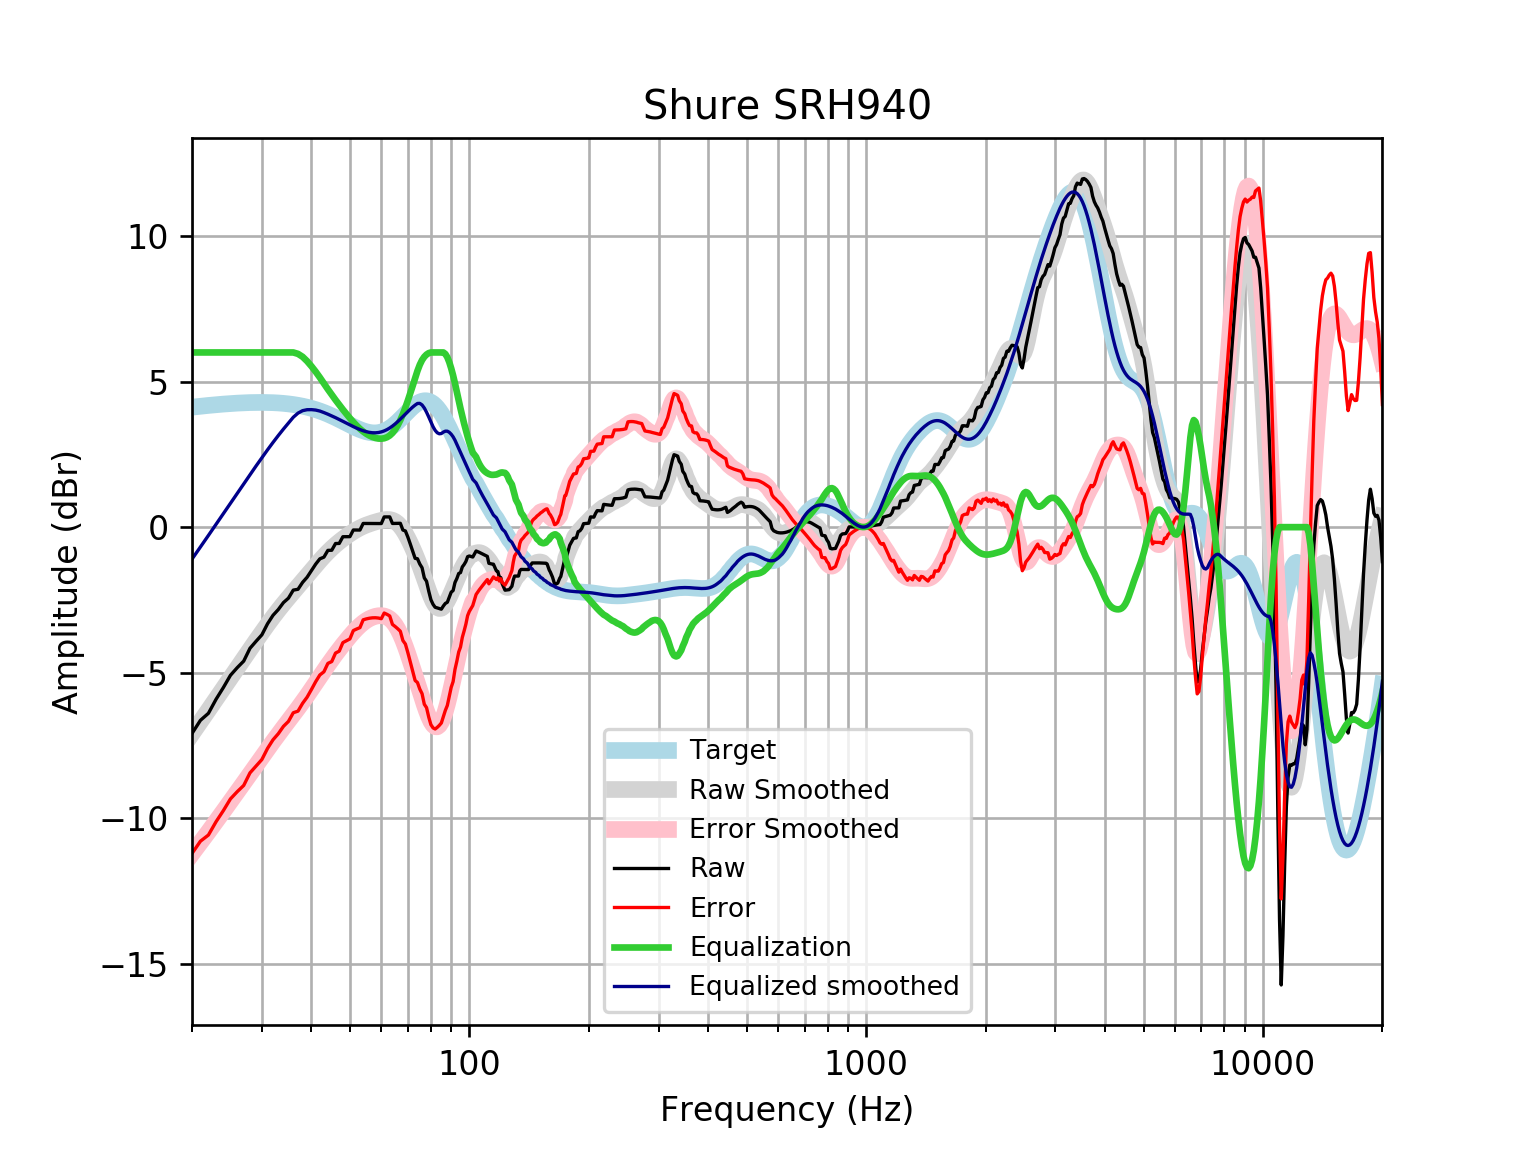 Shure SRH940
Amplitude (dBr)
10
5
0
−5
−10
−15
Target
Raw Smoothed
Error Smoothed
Raw
Error
Equalization
Equalized smoothed
100
1000
10000
Frequency (Hz)